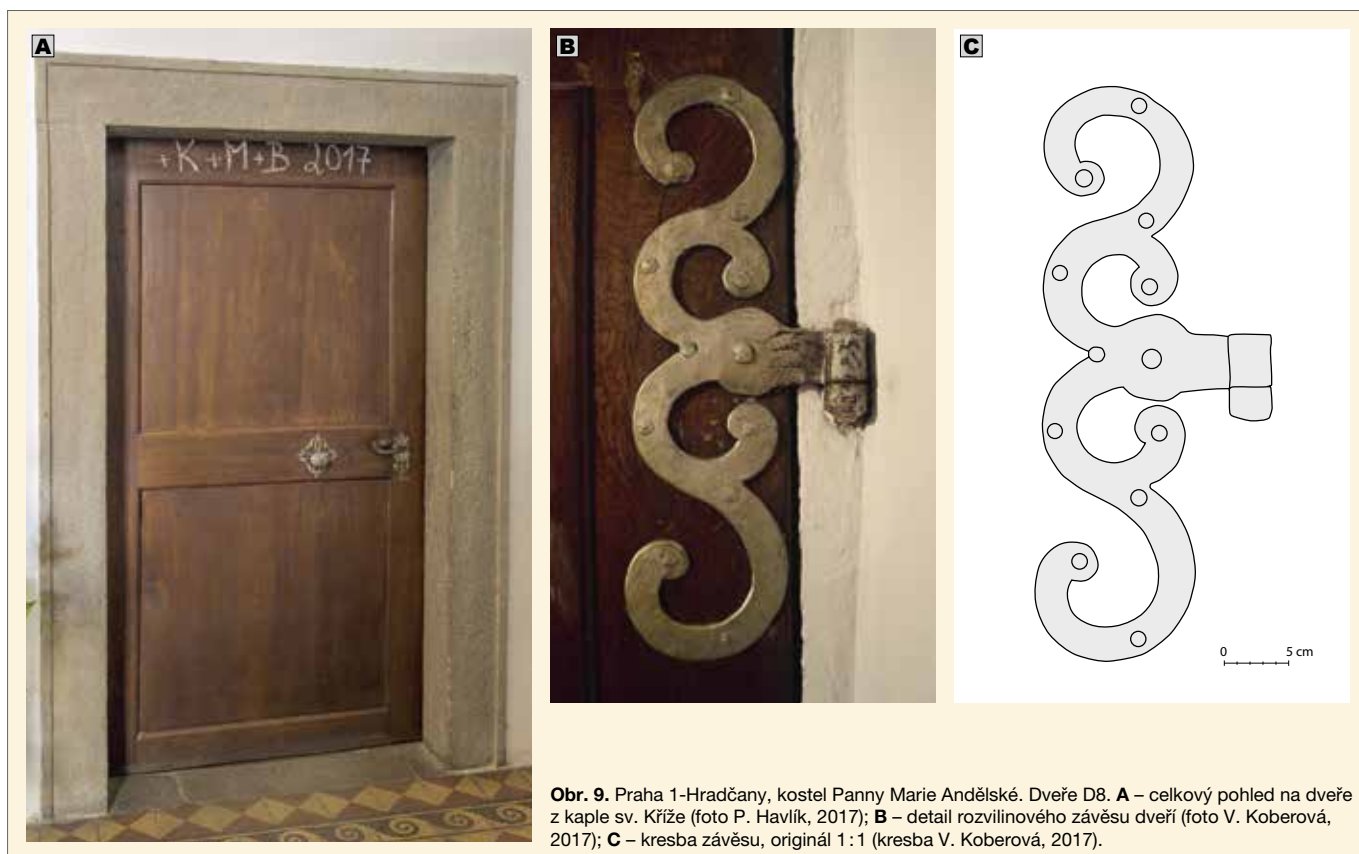 A
B
C
+K+M+B 2017
0 5 cm
Obr. 9. Praha 1-Hradčany, kostel Panny Marie Andělské. Dveře D8. A – celkový pohled na dveře
z kaple sv. Kříže (foto P. Havlík, 2017); B – detail rozvilinového závěsu dveří (foto V. Koberová,
2017); C – kresba závěsu, originál 1:1 (kresba V. Koberová, 2017).